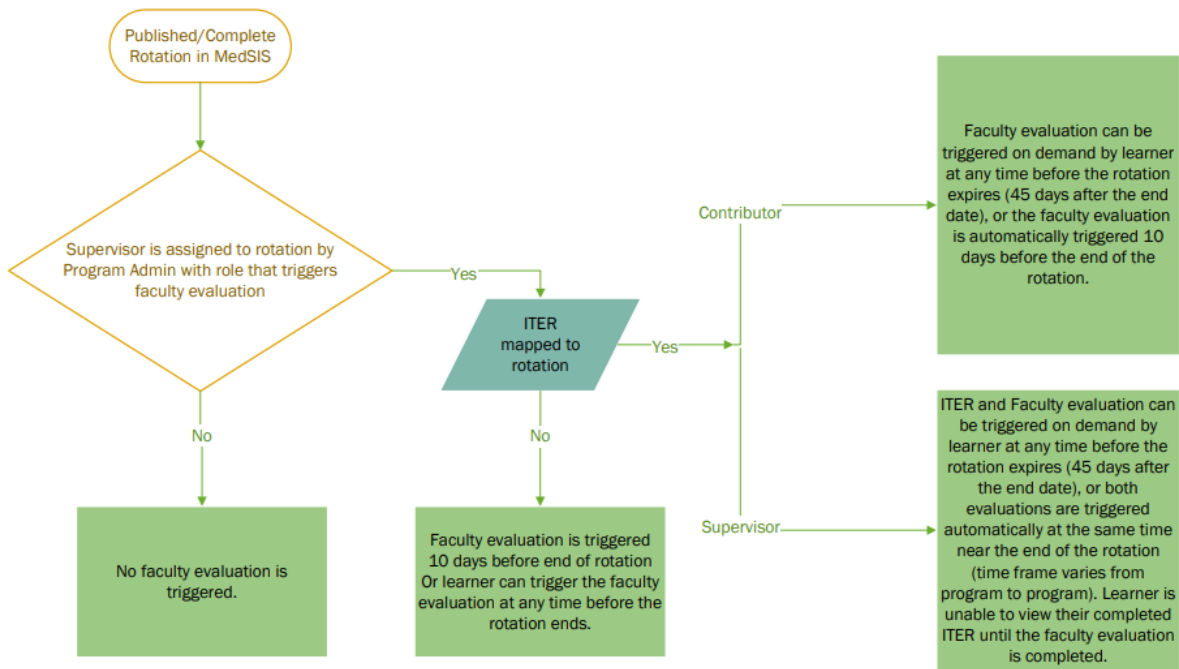 Published/Complete
Rotation in MedSIS
Supervisor is assigned to rotation by
Program Admin with role that triggers
faculty evaluation
Yes
No
No faculty evaluation is
triggered.
ITER
mapped to
rotation
Yes
No
Faculty evaluation is triggered
10 days before end of rotation
Or learner can trigger the faculty
evaluation at any time before the
rotation ends.
Contributor
Faculty evaluation can be
triggered on demand by learner
at any time before the rotation
expires (45 days after the end
date), or the faculty evaluation
is automatically triggered 10
days before the end of the
rotation.
Supervisor
ITER and Faculty evaluation can
be triggered on demand by
learner at any time before the
rotation expires (45 days after
the end date), or both
evaluations are triggered
automatically at the same time
near the end of the rotation
(time frame varies from
program to program). Learner is
unable to view their completed
ITER until the faculty evaluation
is completed.